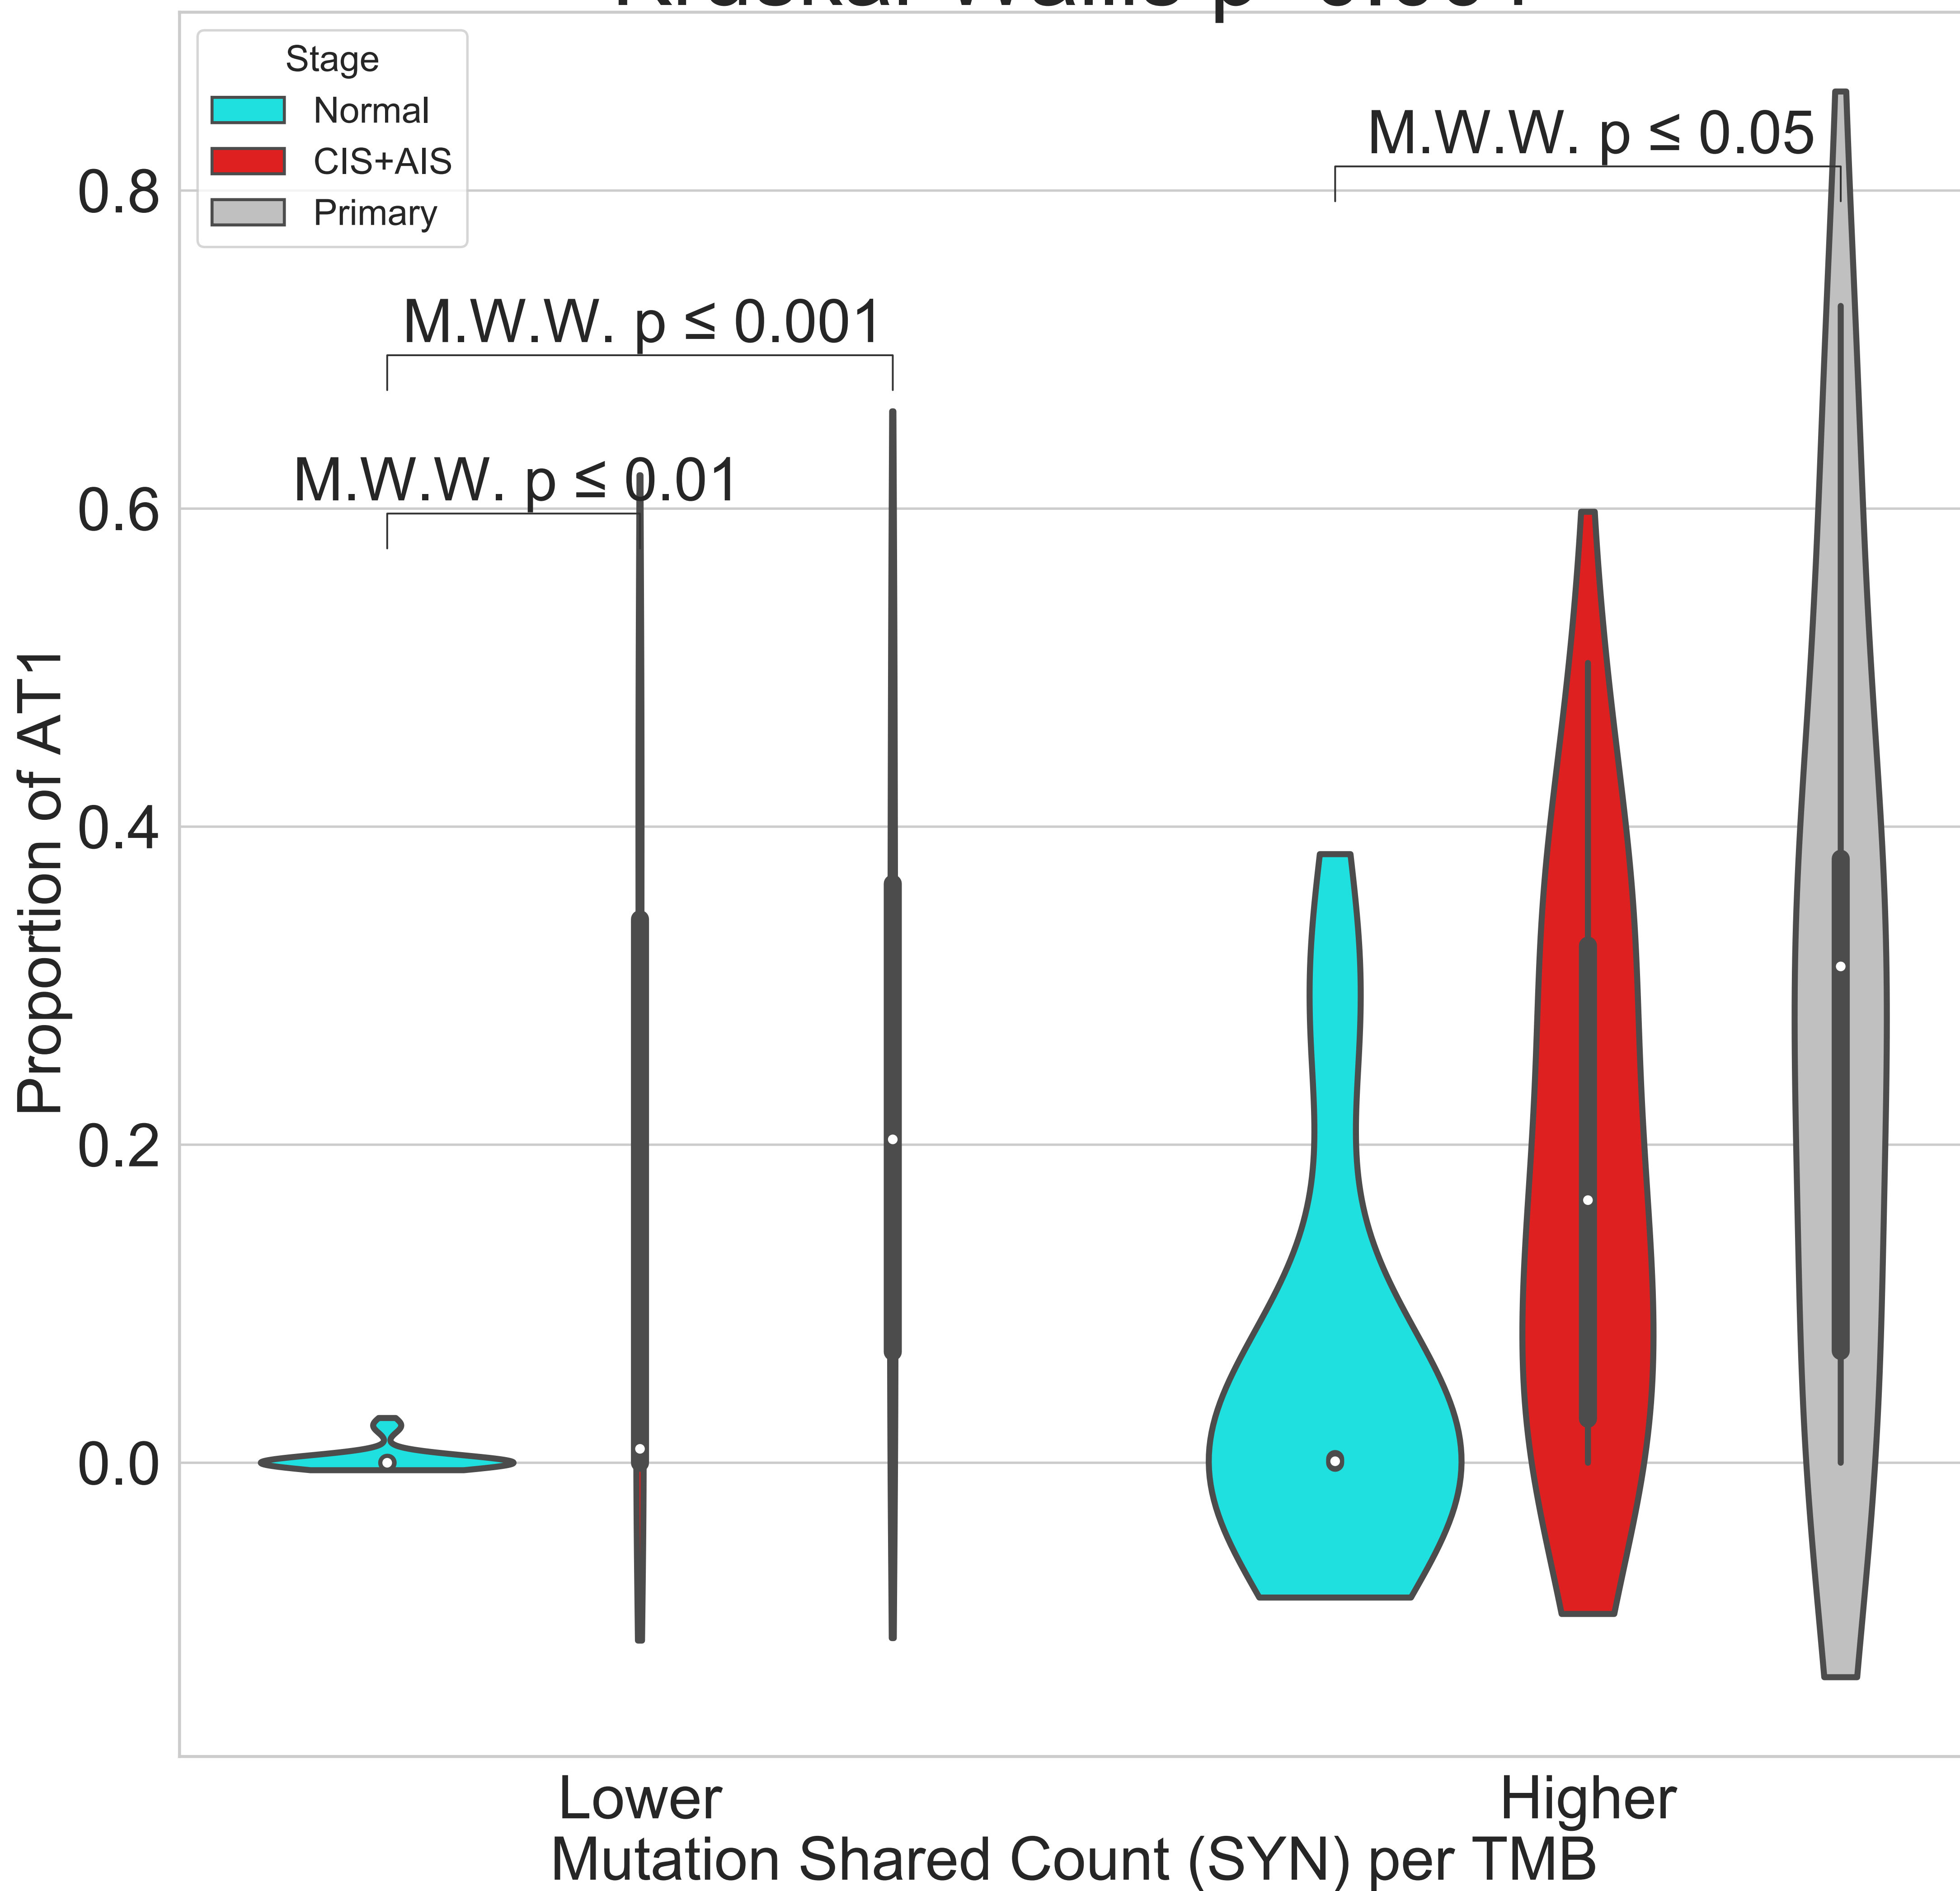 Stage
Normal
CIS+AIS
Primary
M.W.W. p ≤ 0.05
M.W.W. p ≤ 0.001
M.W.W. p ≤ 0.01
0.8
0.6
0.4
0.2
0.0
Proportion of AT1
Lower
Higher
Mutation Shared Count (SYN) per TMB